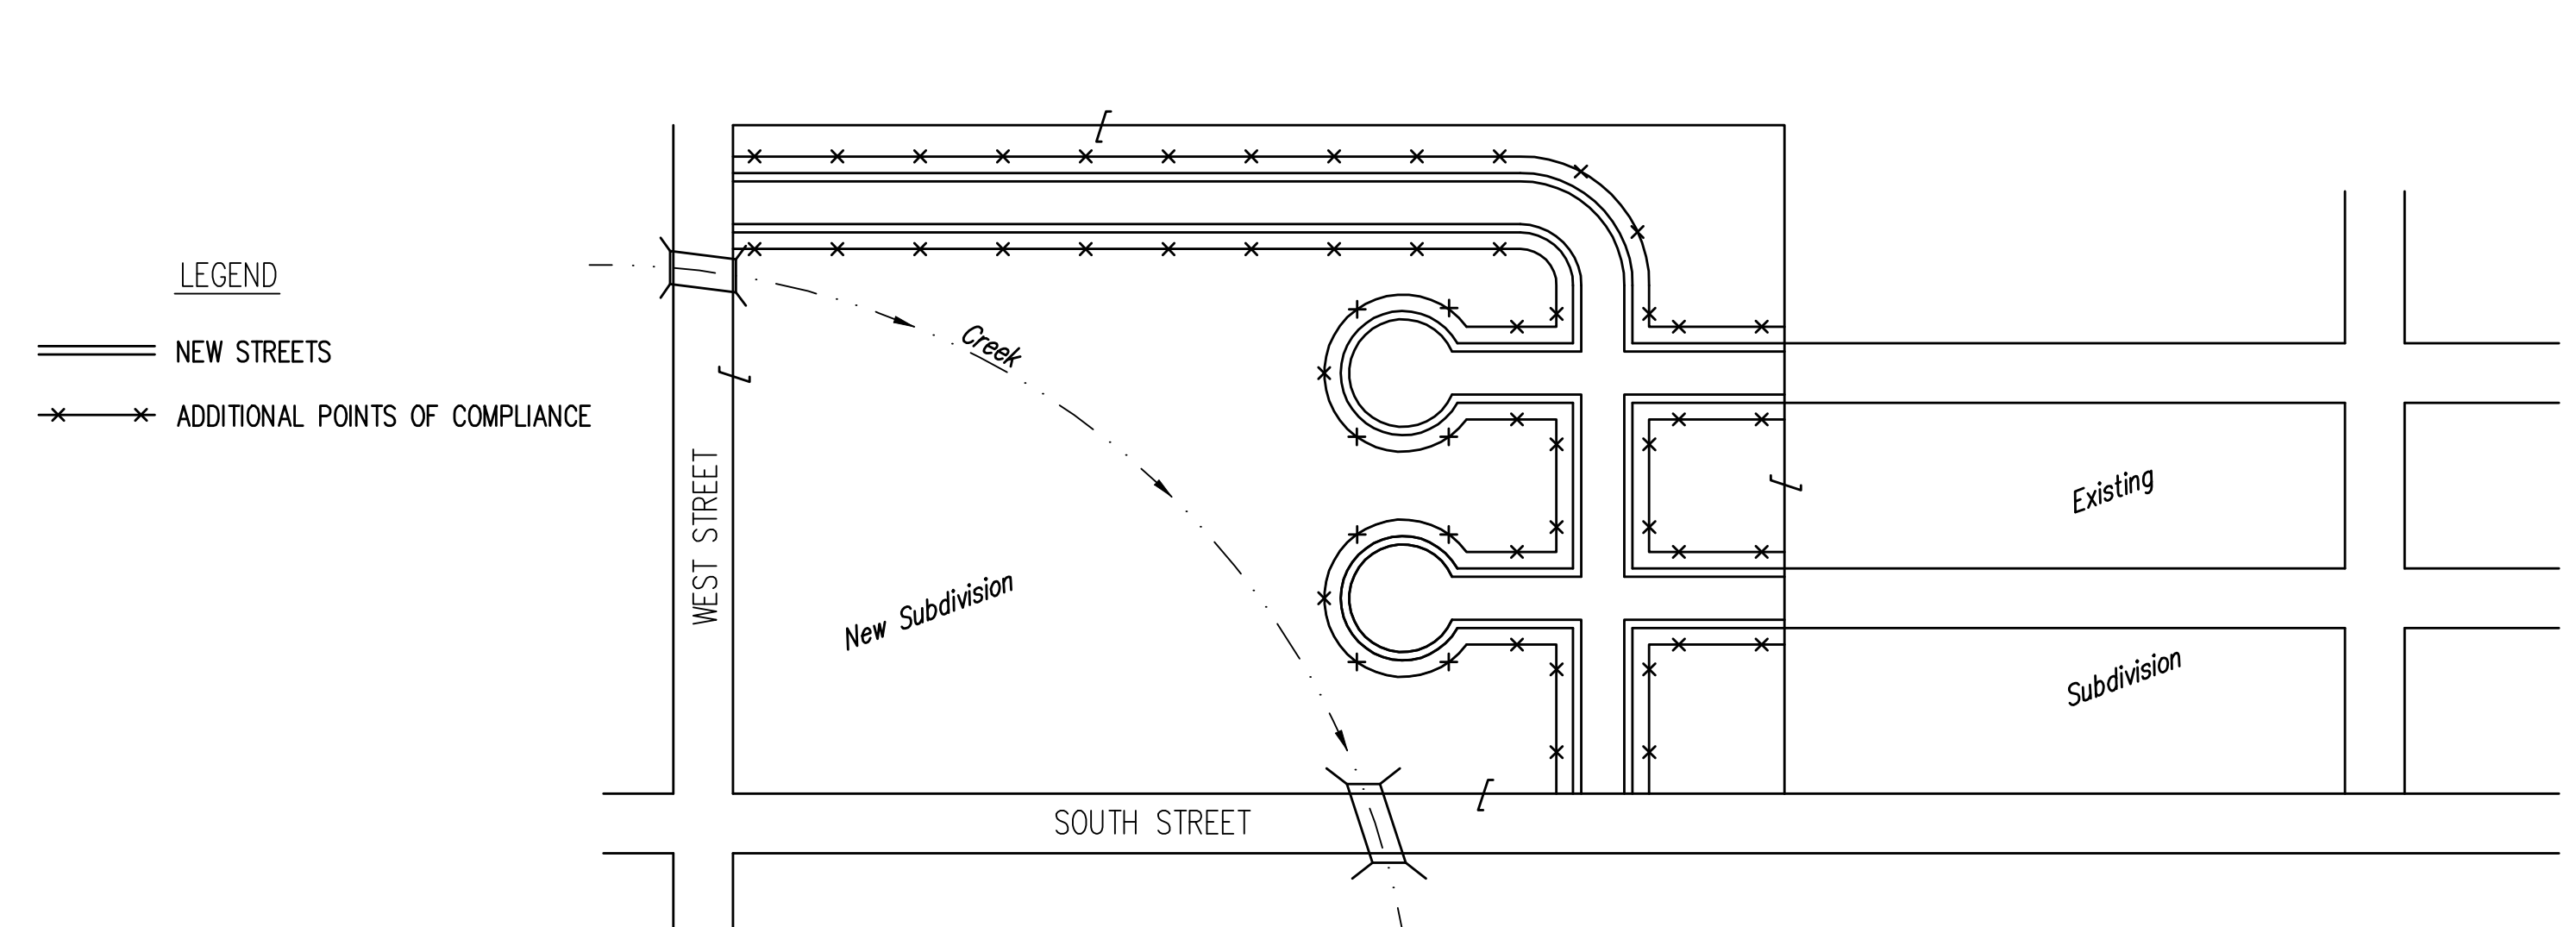 LEGEND
NEW STREETS
ADDITIONAL POINTS OF COMPLIANCE
WEST STREET
Creek
New Subdivision
SOUTH STREET
Existing
Subdivision